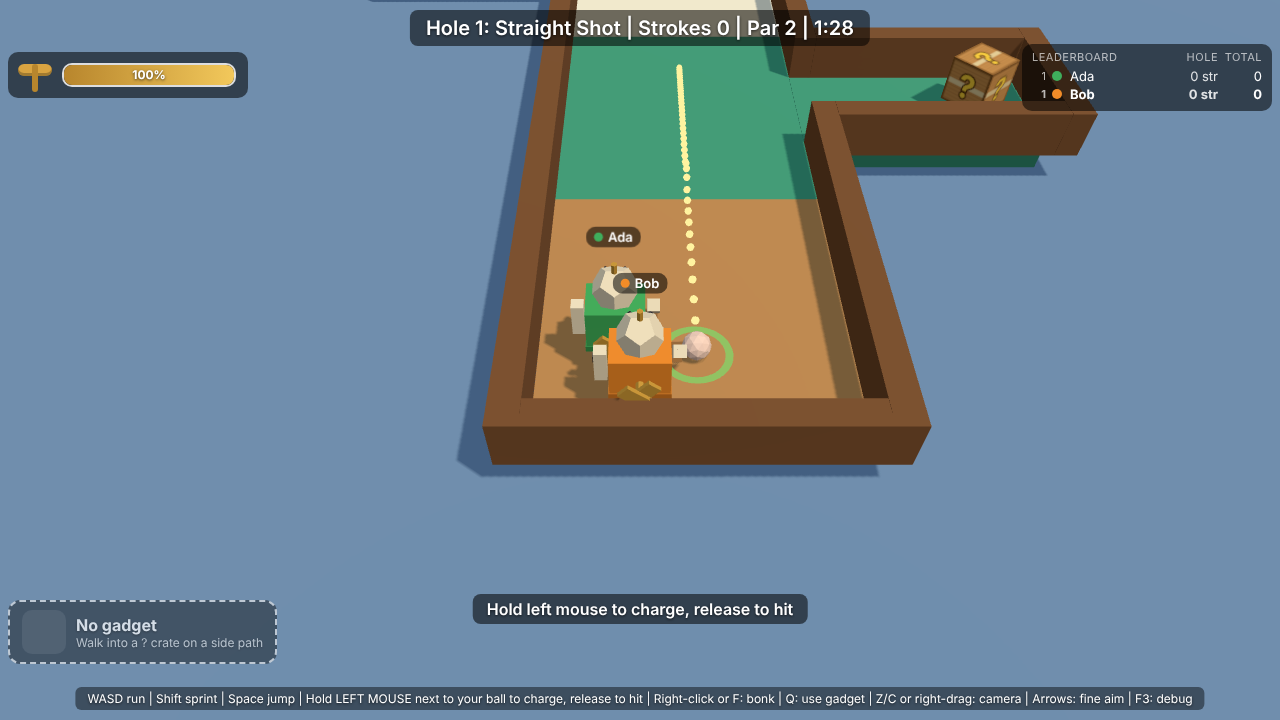 Hole 1: Straight Shot | Strokes 0 | Par 2 | 1:28
100%
LEADERBOARD HOLE TOTAL
1 Ada 0 str 0
1 Bob 0 str 0
? ?
Ada
Bob
Hold left mouse to charge, release to hit
No gadget
Walk into a ? crate on a side path
WASD run | Shift sprint | Space jump | Hold LEFT MOUSE next to your ball to charge, release to hit | Right-click or F: bonk | Q: use gadget | Z/C or right-drag: camera | Arrows: fine aim | F3: debug